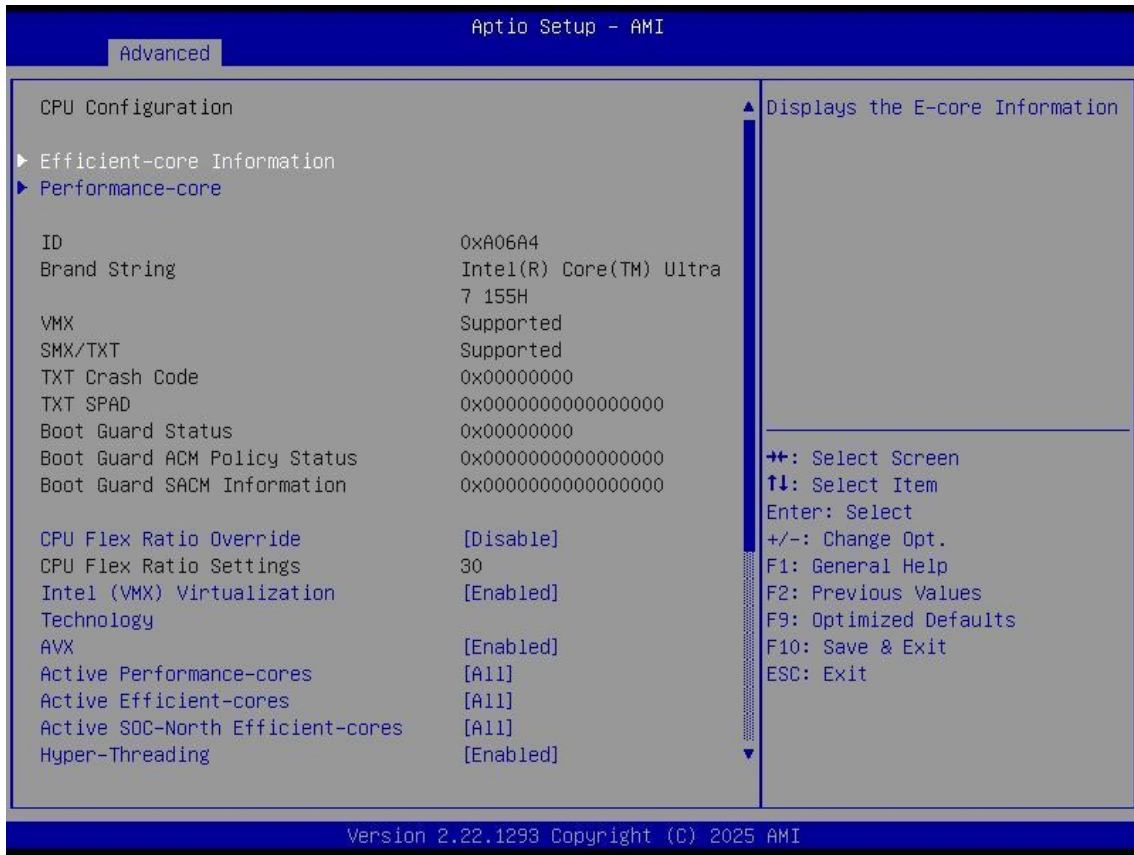 Aptio Setup – AMI
Advanced
CPU Configuration
Efficient-core Information
Performance-core
ID 0xA06A4
Brand String Intel(R) Core(TM) Ultra
7 155H
VMX Supported
SMX/TXT Supported
TXT Crash Code 0x00000000
TXT SPAD 0x0000000000000000
Boot Guard Status 0x00000000
Boot Guard ACM Policy Status 0x0000000000000000
Boot Guard SACM Information 0x0000000000000000
CPU Flex Ratio Override [Disable]
CPU Flex Ratio Settings 30
Intel (VMX) Virtualization [Enabled]
Technology
AVX [Enabled]
Active Performance-cores [All]
Active Efficient-cores [All]
Active SOC-North Efficient-cores [All]
Hyper-Threading [Enabled]
Displays the E-core Information
→←: Select Screen
↑↓: Select Item
Enter: Select
+/-: Change Opt.
F1: General Help
F2: Previous Values
F9: Optimized Defaults
F10: Save & Exit
ESC: Exit
Version 2.22.1293 Copyright (C) 2025 AMI